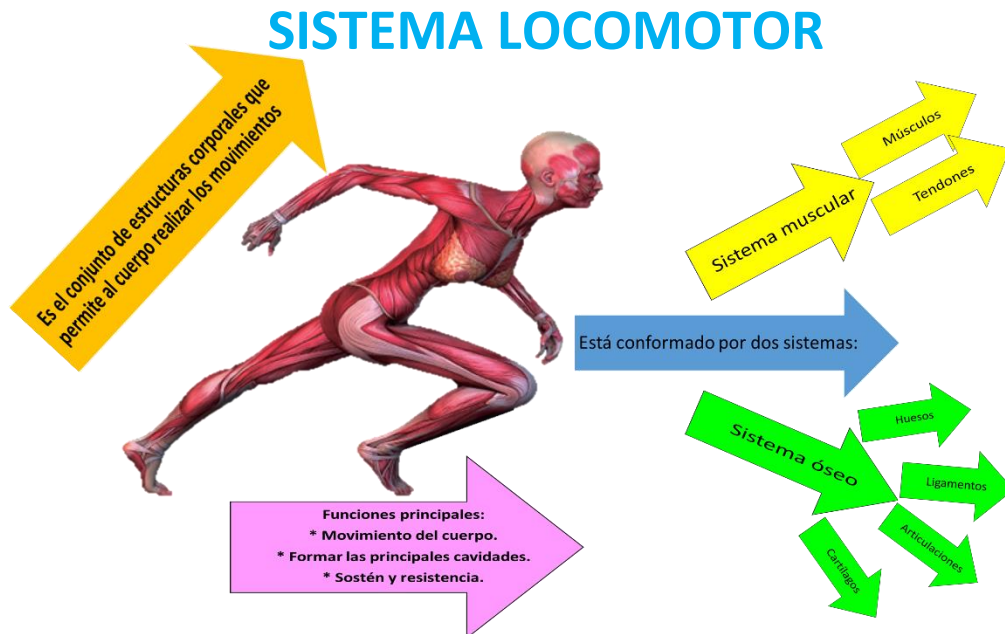 SISTEMA LOCOMOTOR
Es el conjunto de estructuras corporales que
permite al cuerpo realizar los movimientos
Músculos
Tendones
Sistema muscular
Está conformado por dos sistemas:
Sistema óseo
Huesos
Ligamentos
Articulaciones
Cartílagos
Funciones principales:
* Movimiento del cuerpo.
* Formar las principales cavidades.
* Sostén y resistencia.